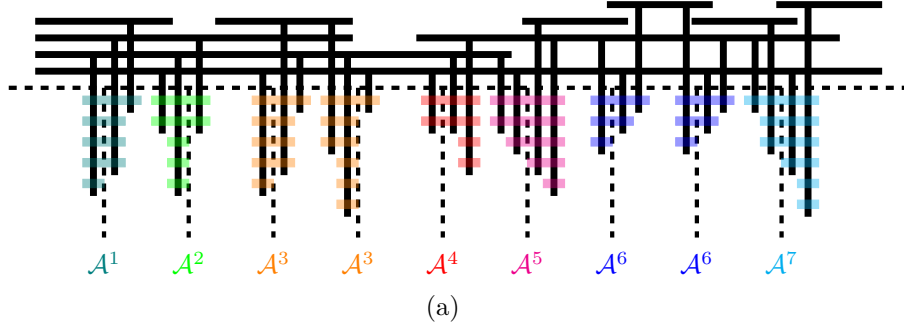 𝒜¹ 𝒜² 𝒜³ 𝒜³ 𝒜⁴ 𝒜⁵ 𝒜⁶ 𝒜⁶ 𝒜⁷
(a)